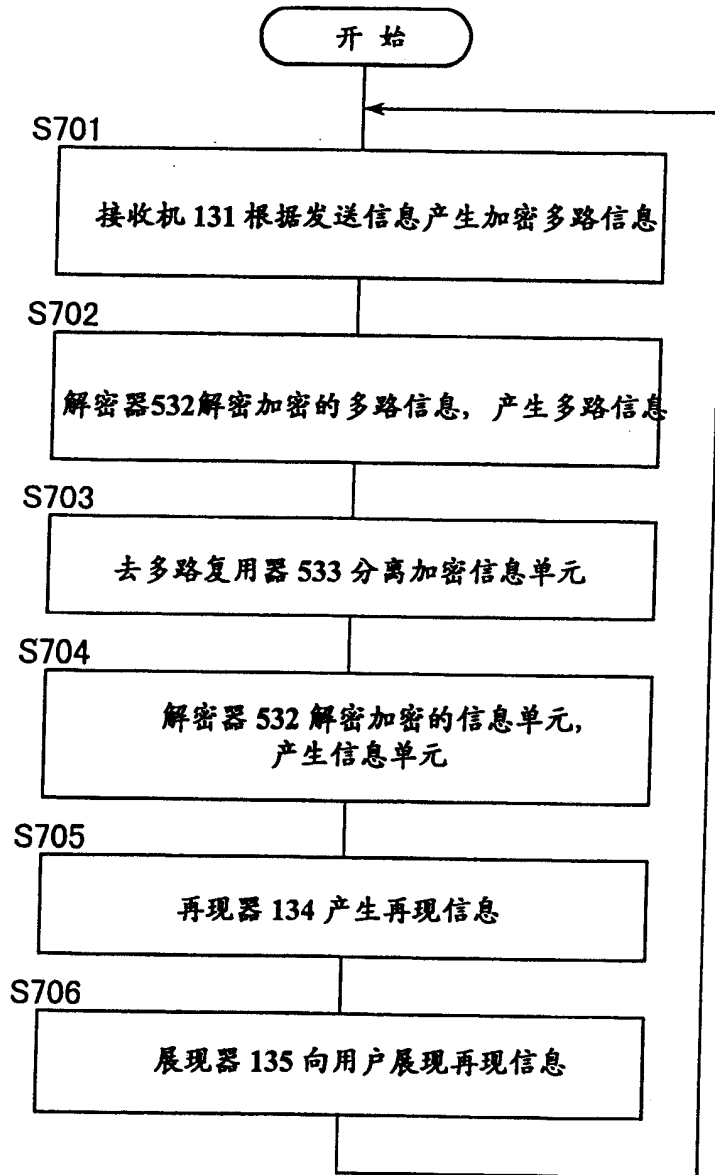 开 始
S701
接收机 131 根据发送信息产生加密多路信息
S702
解密器532解密加密的多路信息, 产生多路信息
S703
去多路复用器 533 分离加密信息单元
S704
解密器 532 解密加密的信息单元,
产生信息单元
S705
再现器 134 产生再现信息
S706
展现器 135 向用户展现再现信息